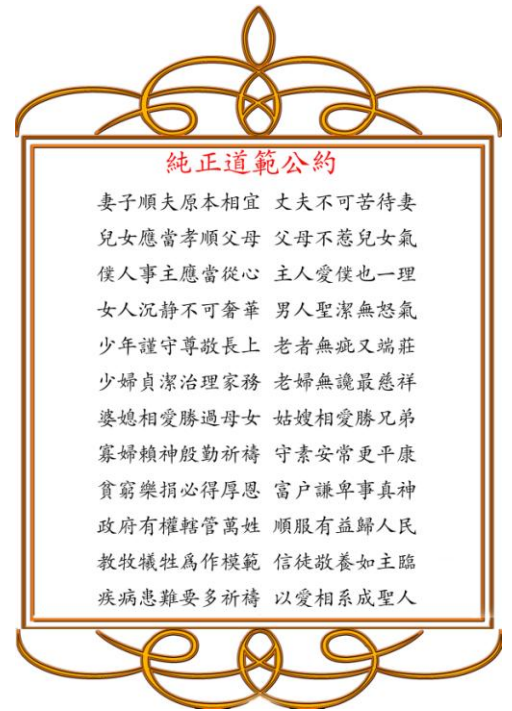 純正道範公約
妻子順夫原本相宜 丈夫不可苦待妻
兒女應當孝順父母 父母不惹兒女氣
僕人事主應當從心 主人愛僕也一理
女人沉静不可奢華 男人聖潔無怒氣
少年謹守尊敬長上 老者無疵又端莊
少婦貞潔治理家務 老婦無讒最慈祥
婆媳相愛勝過母女 姑嫂相愛勝兄弟
寡婦賴神殷勤祈禱 守素安常更平康
貧窮樂捐必得厚恩 富户謙卑事真神
政府有權轄管萬姓 順服有益歸人民
教牧犠牲爲作模範 信徒敬養如主臨
疾病患難要多祈禱 以愛相系成聖人